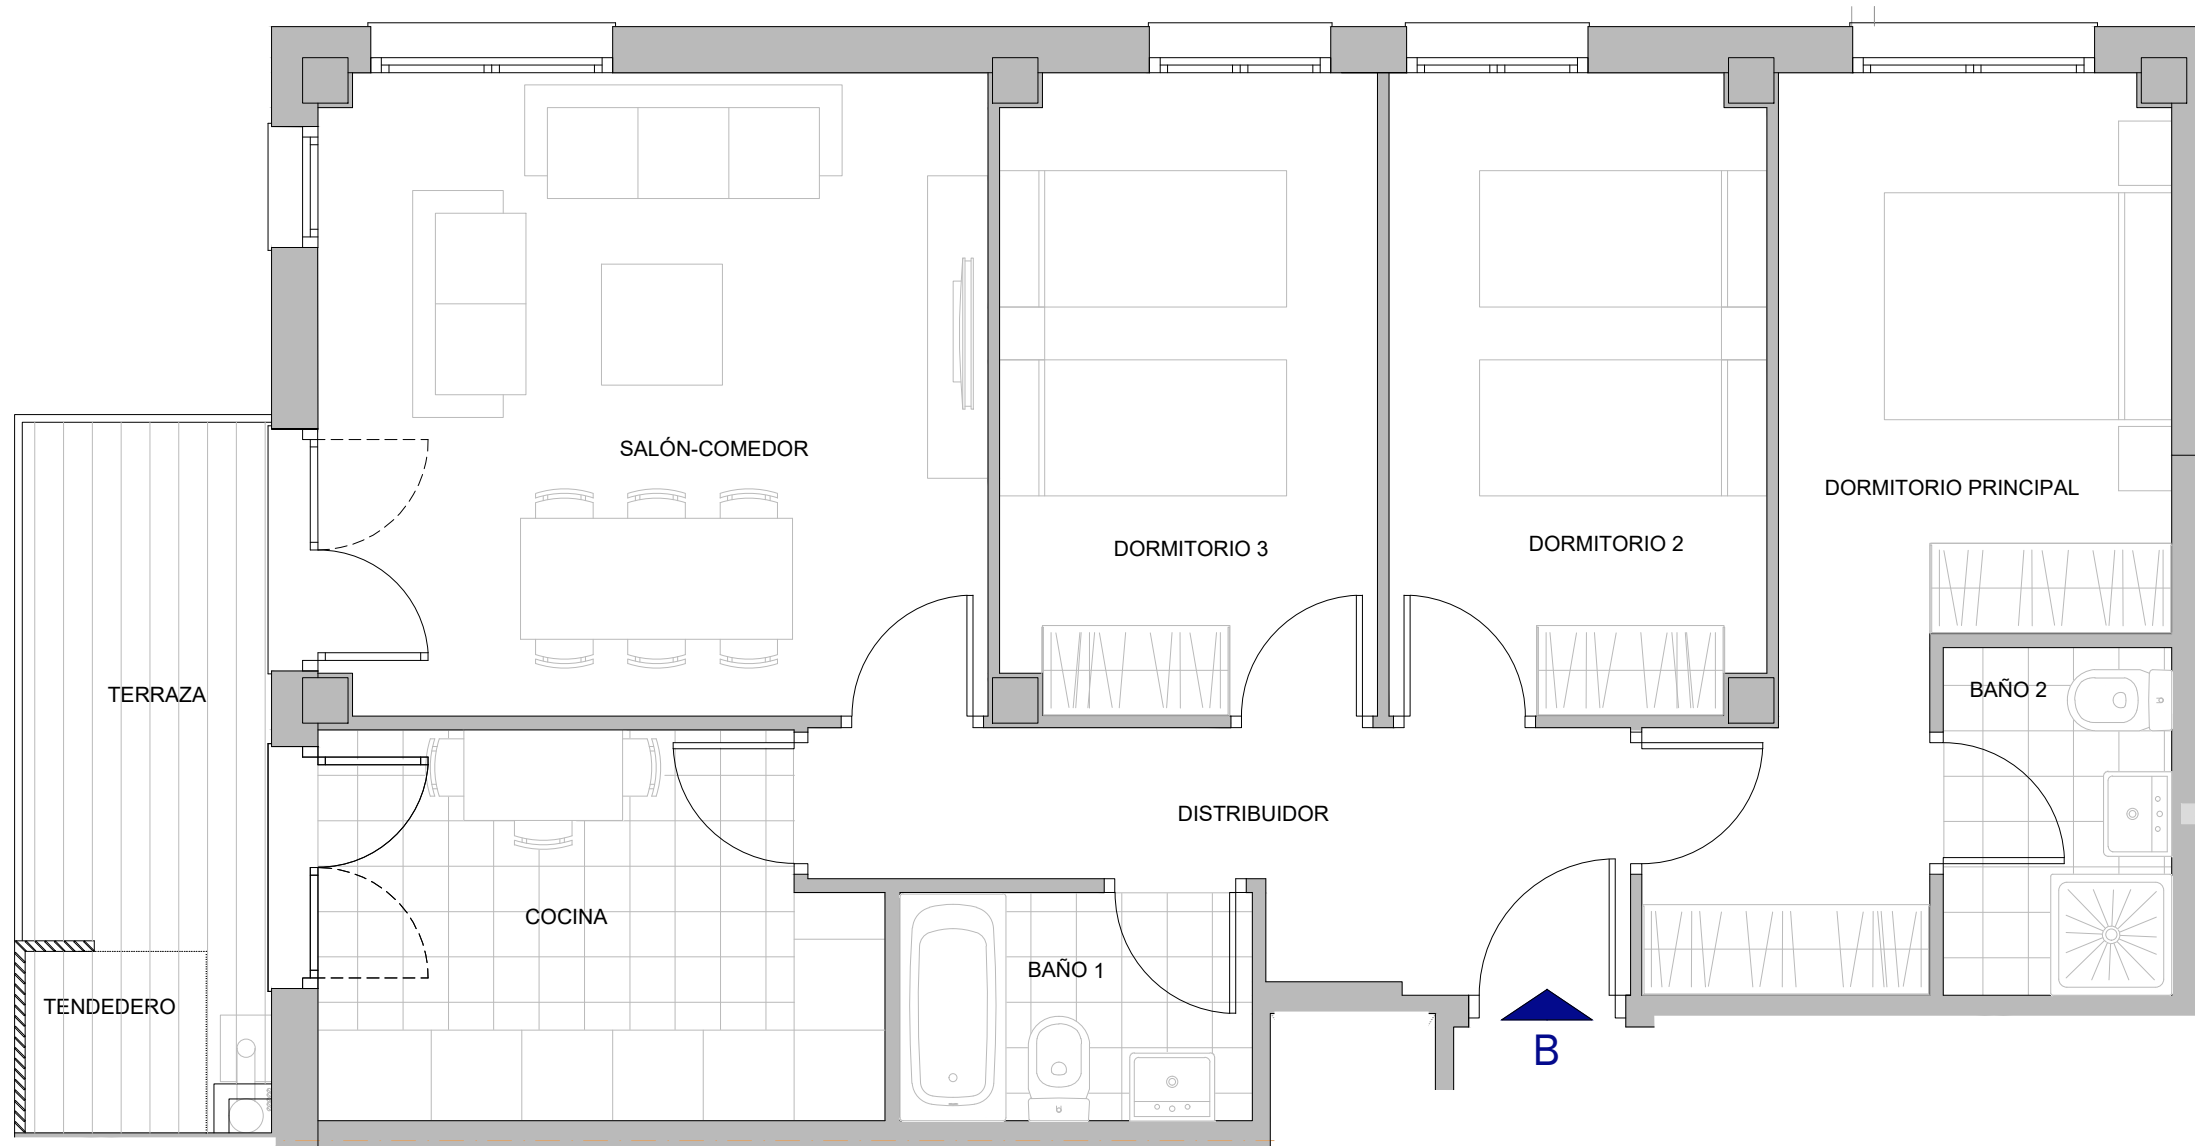 SALÓN-COMEDOR
DORMITORIO PRINCIPAL
DORMITORIO 3
DORMITORIO 2
TERRAZA
BAÑO 2
DISTRIBUIDOR
COCINA
BAÑO 1
TENDEDERO
B